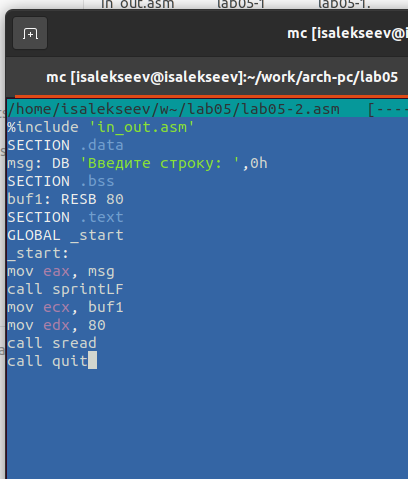 in_out.asm lab05-1 lab05-1.
mc [isalekseev@i
mc [isalekseev@isalekseev]:~/work/arch-pc/lab05
/home/isalekseev/w~/lab05/lab05-2.asm [----
%include 'in_out.asm'
SECTION .data
msg: DB 'Введите строку: ',0h
SECTION .bss
buf1: RESB 80
SECTION .text
GLOBAL _start
_start:
mov eax, msg
call sprintLF
mov ecx, buf1
mov edx, 80
call sread
call quit